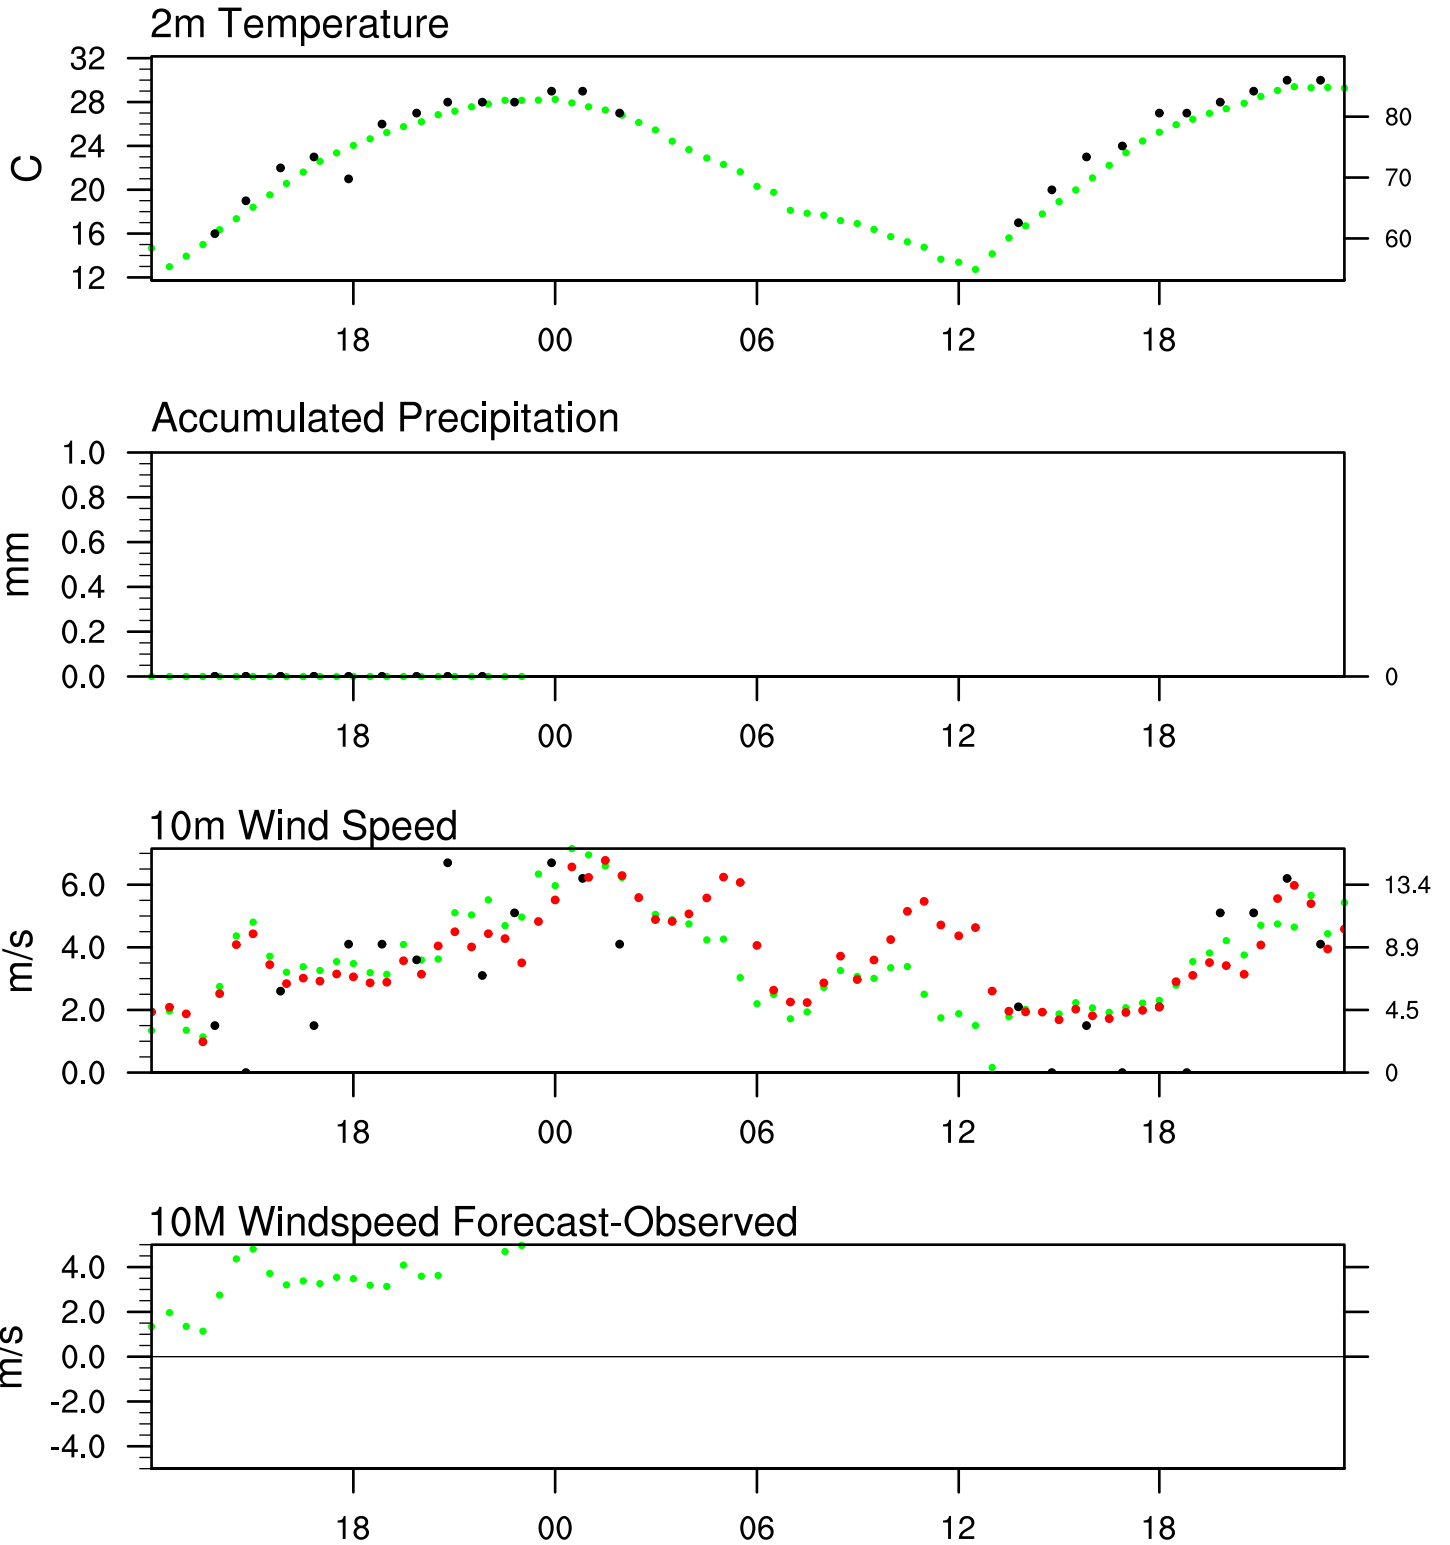 2m Temperature
32
28
24
20
16
12
C
80
70
60
18 00 06 12 18
Accumulated Precipitation
1.0
0.8
0.6
0.4
0.2
0.0
mm
0
18 00 06 12 18
10m Wind Speed
6.0
4.0
2.0
0.0
m/s
13.4
8.9
4.5
0
18 00 06 12 18
10M Windspeed Forecast-Observed
4.0
2.0
0.0
-2.0
-4.0
m/s
18 00 06 12 18